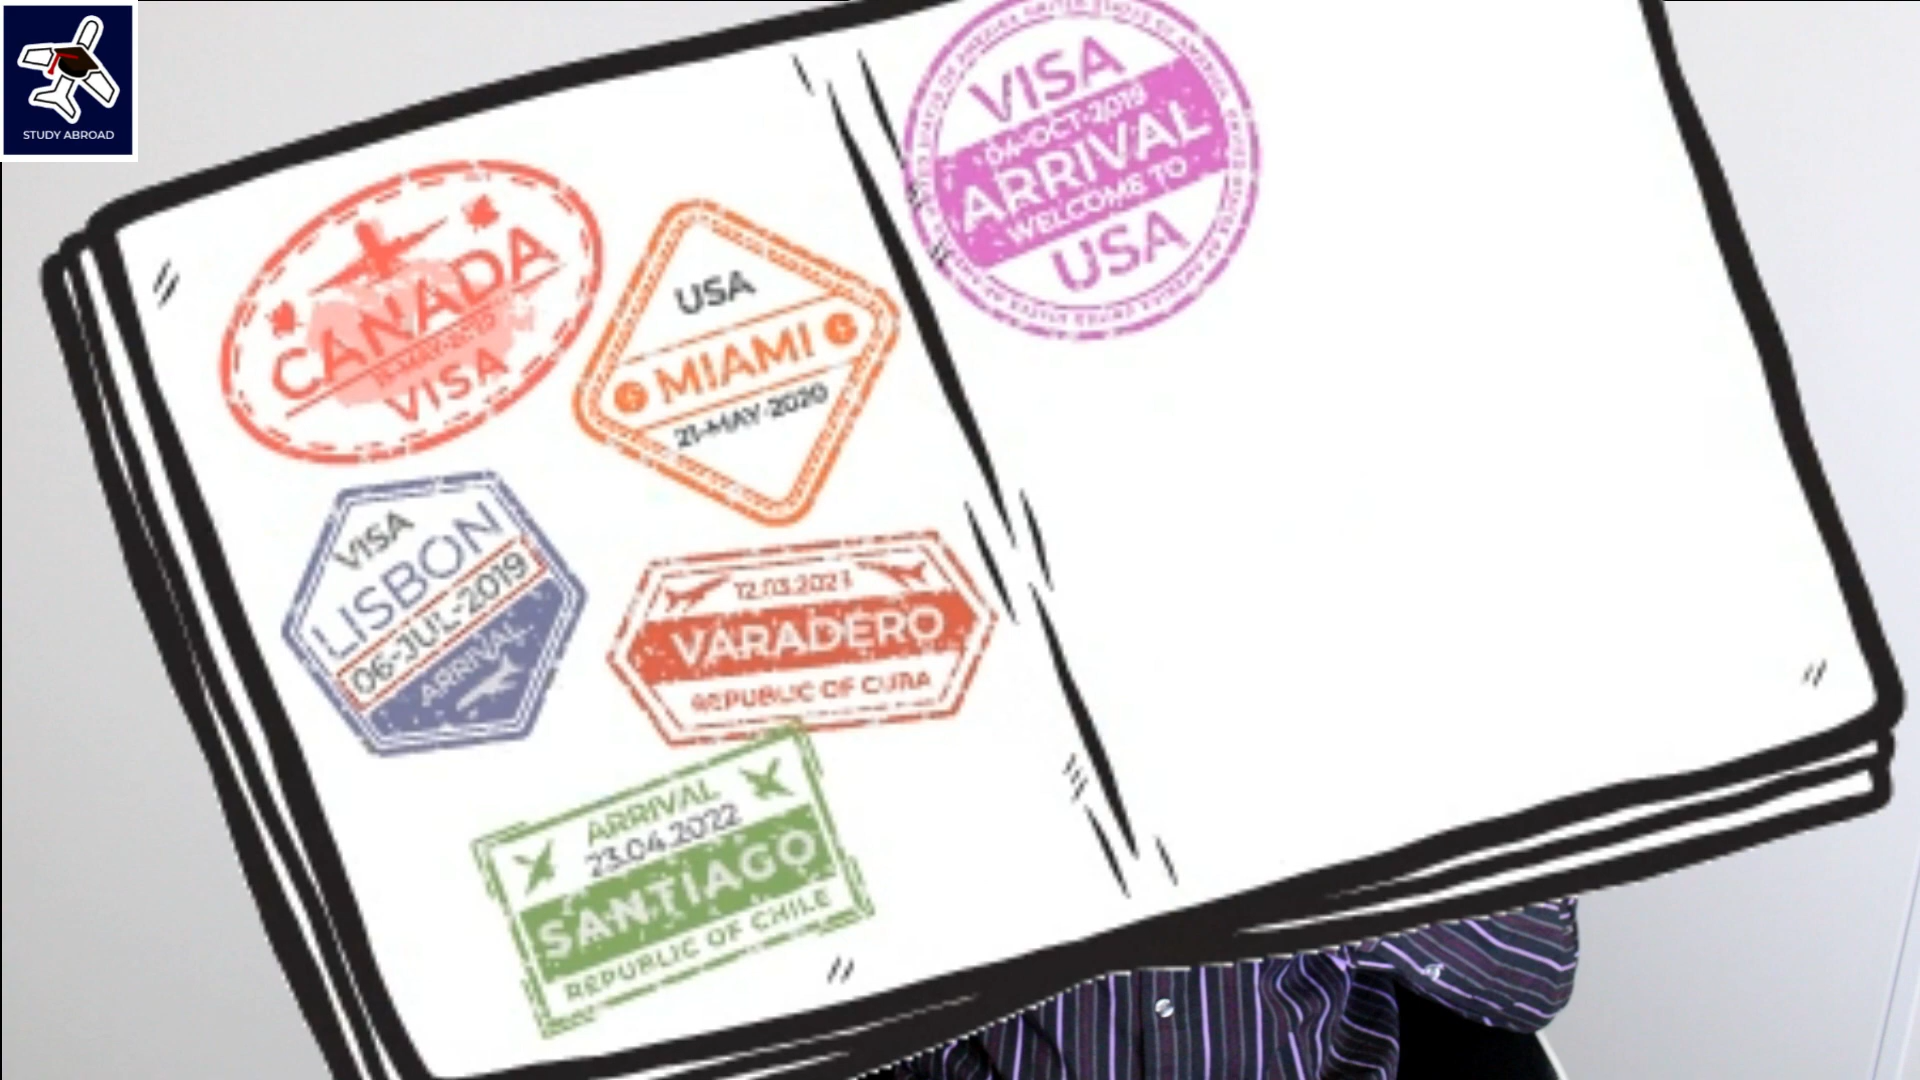 STUDY ABROAD
CANADA
VISA
USA
MIAMI
21-MAY-2020
VISA
LISBON
06-JUL-2019
ARRIVAL
12.03.2021
VARADERO
REPUBLIC OF CUBA
ARRIVAL
23.04.2022
SANTIAGO
REPUBLIC OF CHILE
VISA
04-OCT-2019
ARRIVAL
WELCOME TO
USA